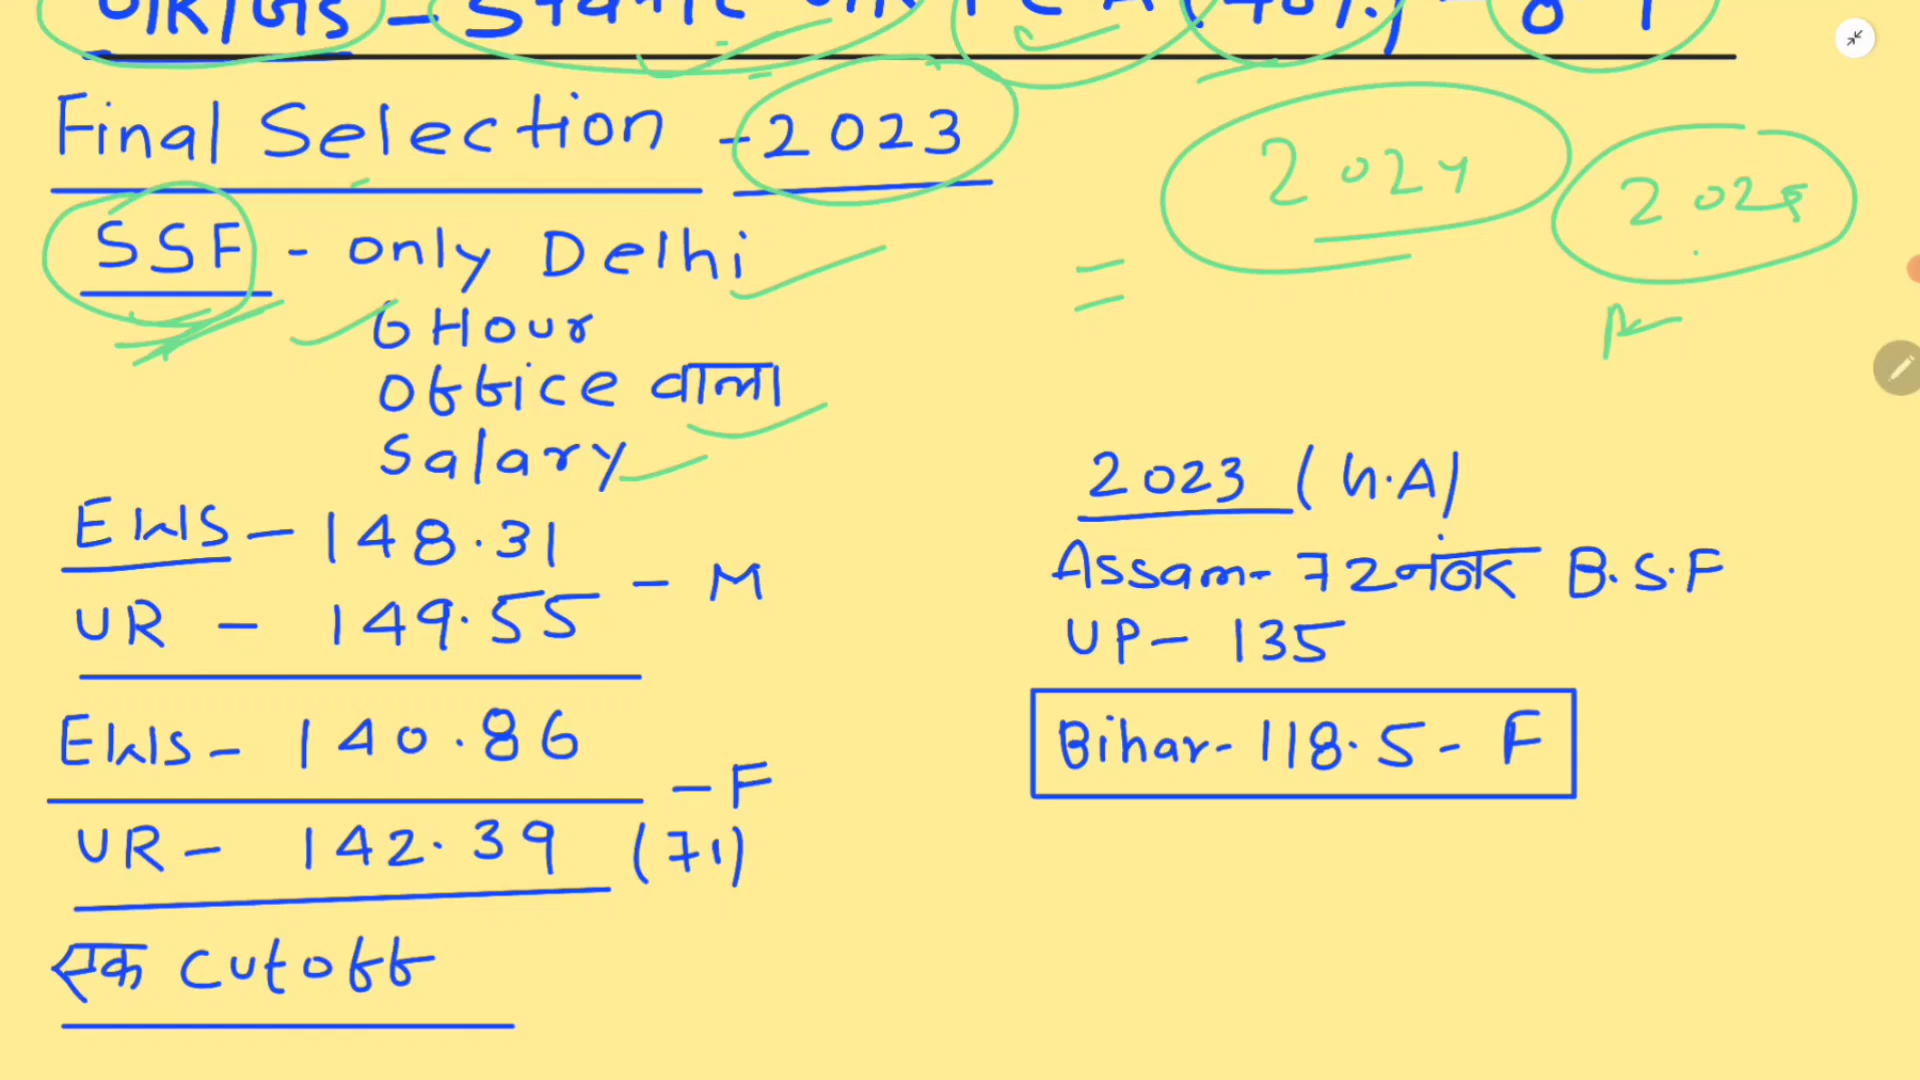 Final Selection - 2023
2024
2025
SSF - only Delhi
6 Hour
Office वाला
Salary
EWS - 148.31
UR - 149.55 - M
EWS - 140.86
- F
UR - 142.39 (71)
एक Cutoff
2023 (N.A)
Assam - 72 नंबर B.S.F
UP - 135
Bihar - 118.5 - F